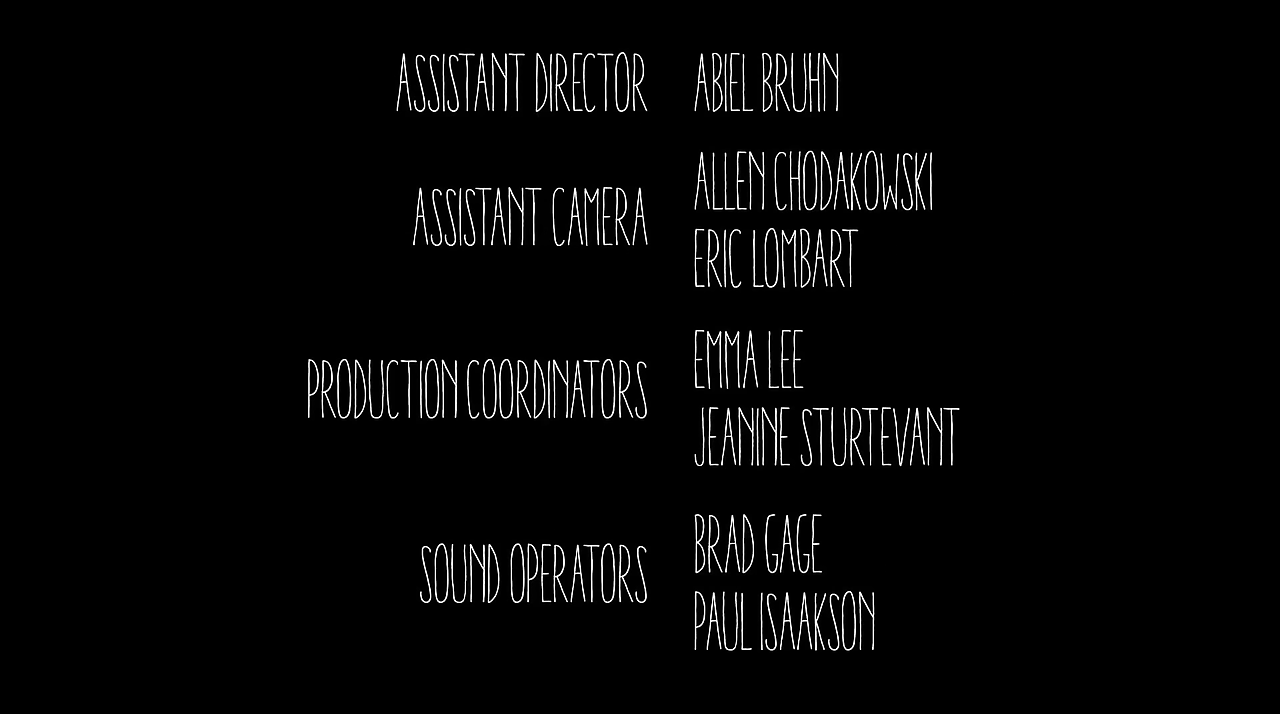 ASSISTANT DIRECTOR ABIEL BRUHN
ASSISTANT CAMERA ALLEN CHODAKOWSKI
ERIC LOMBART
PRODUCTION COORDINATORS EMMA LEE
JEANINE STURTEVANT
SOUND OPERATORS BRAD GAGE
PAUL ISAAKSON